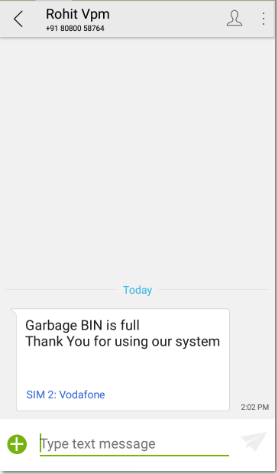 Rohit Vpm
+91 80800 58764
Today
Garbage BIN is full
Thank You for using our system
SIM 2: Vodafone
2:02 PM
Type text message